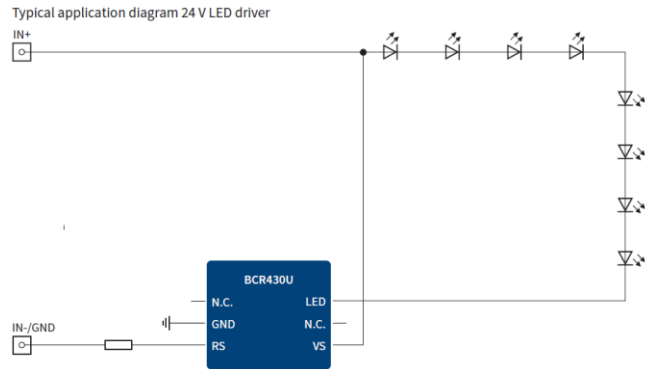 Typical application diagram 24 V LED driver
IN+
BCR430U
N.C. LED
GND N.C.
IN-/GND
RS VS